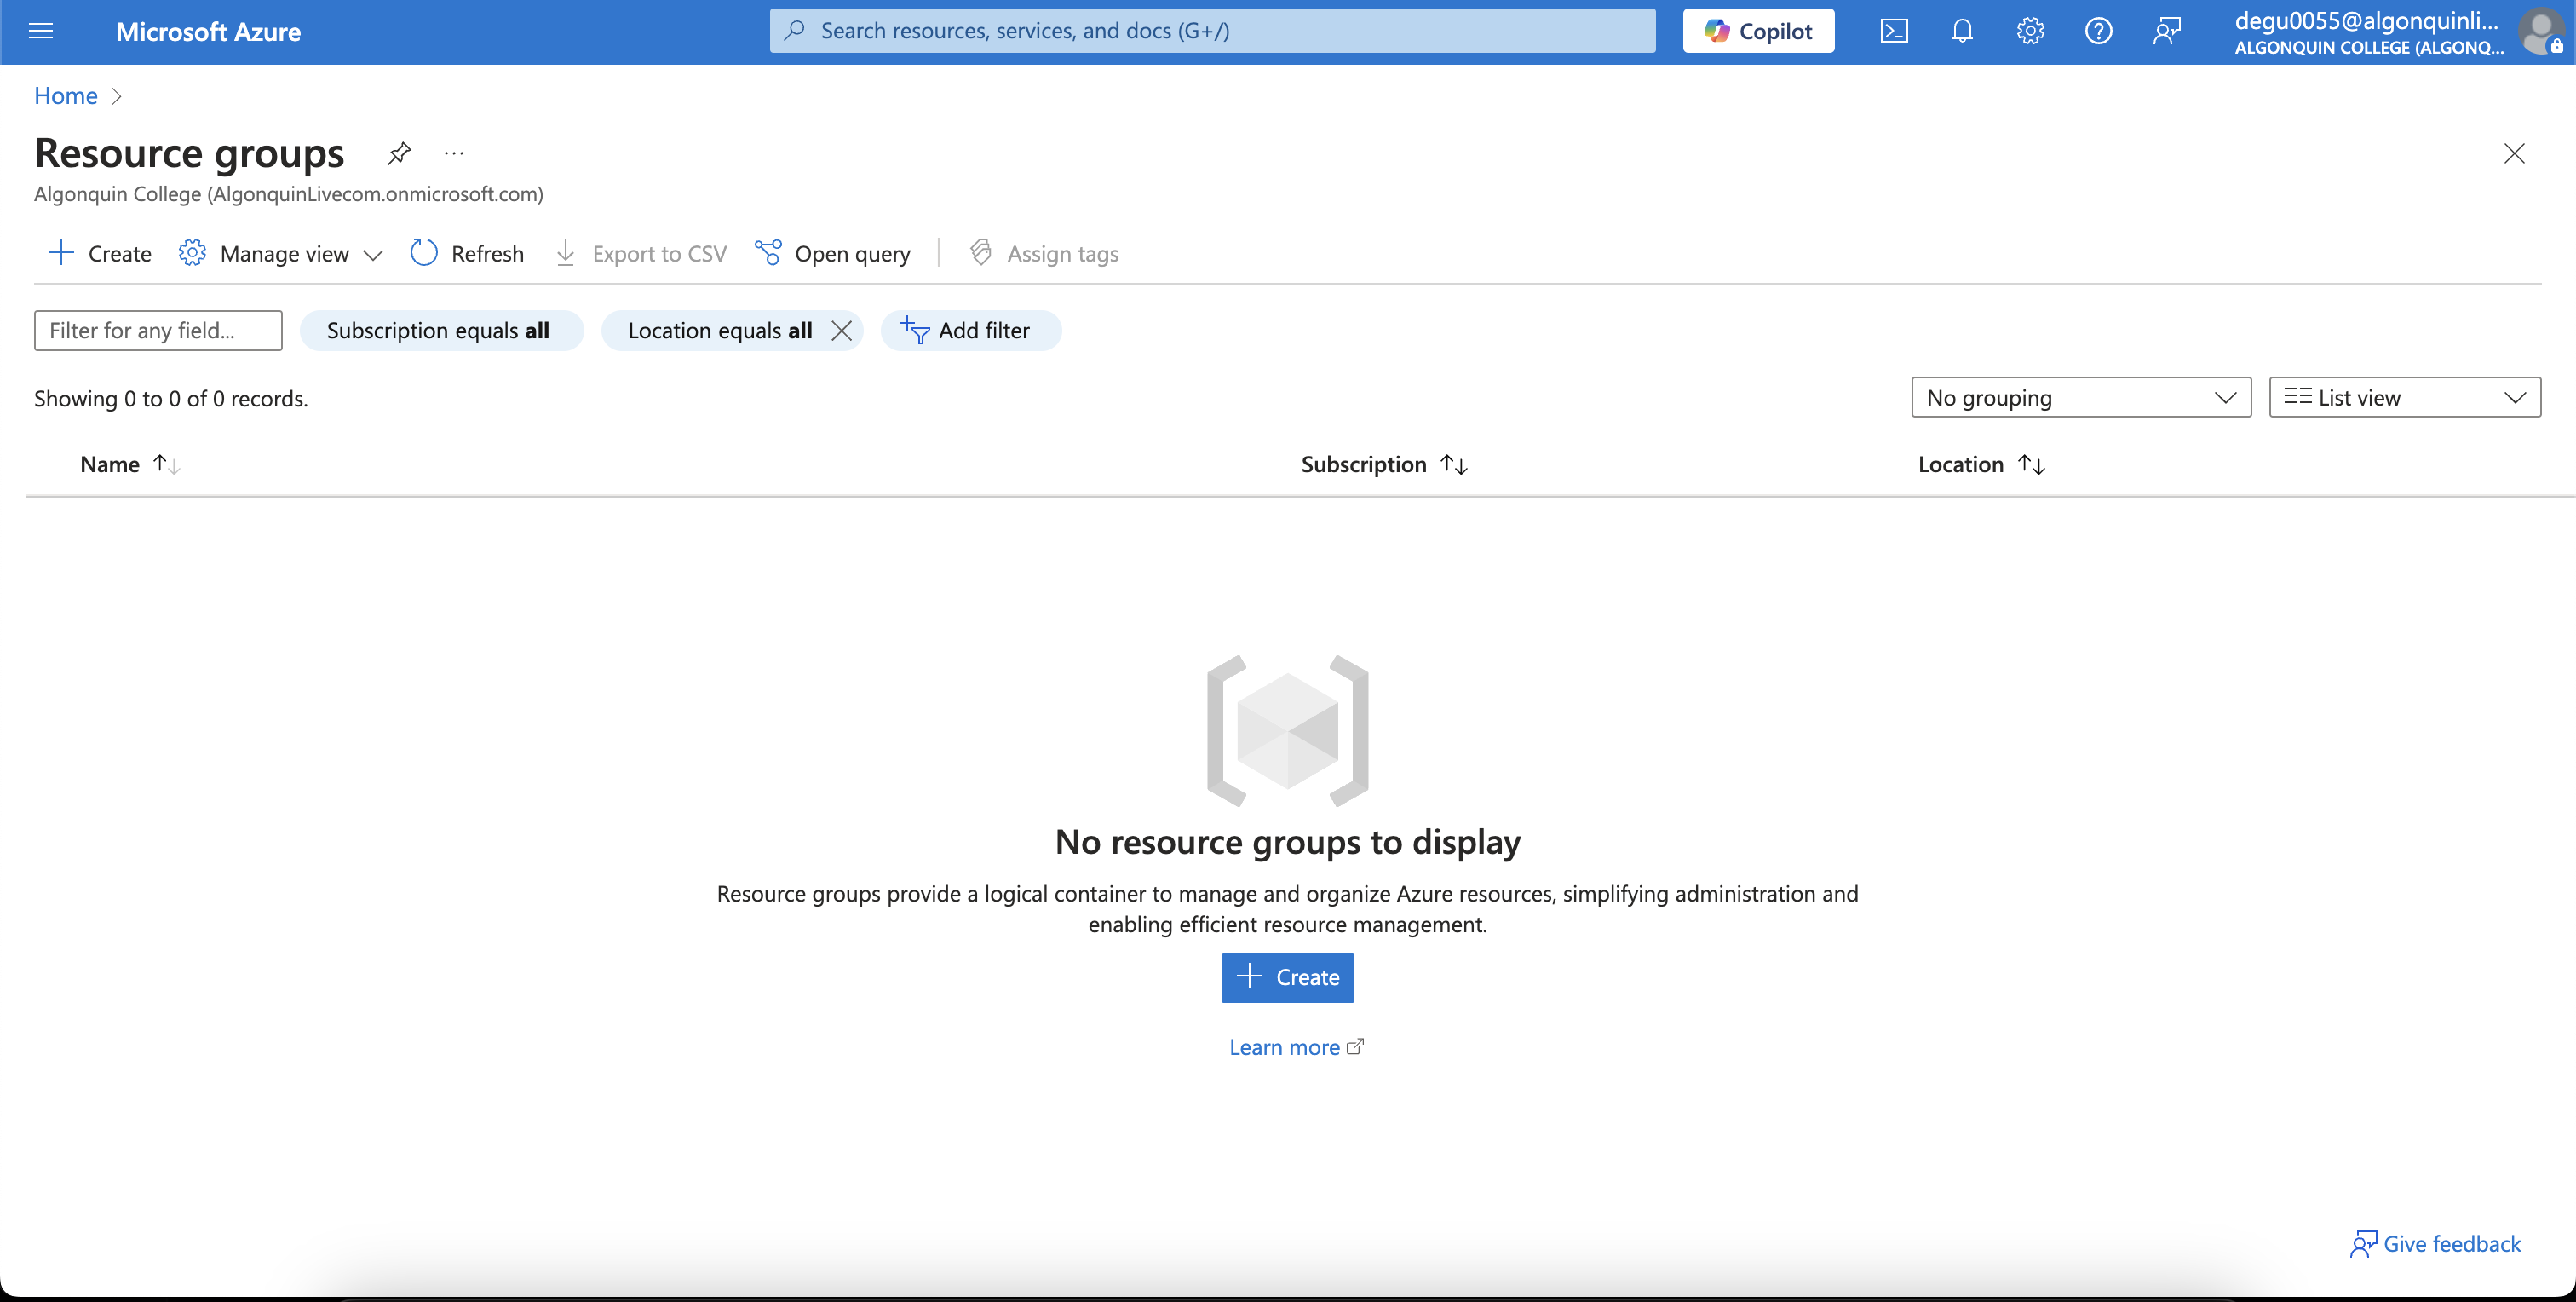 Microsoft Azure
Search resources, services, and docs (G+/)
Copilot
degu0055@algonquinli...
ALGONQUIN COLLEGE (ALGONQ...
Home
Resource groups
Algonquin College (AlgonquinLivecom.onmicrosoft.com)
Create Manage view Refresh Export to CSV Open query Assign tags
Filter for any field... Subscription equals all Location equals all Add filter
Showing 0 to 0 of 0 records. No grouping List view
Name Subscription Location
No resource groups to display
Resource groups provide a logical container to manage and organize Azure resources, simplifying administration and
enabling efficient resource management.
Create
Learn more
Give feedback